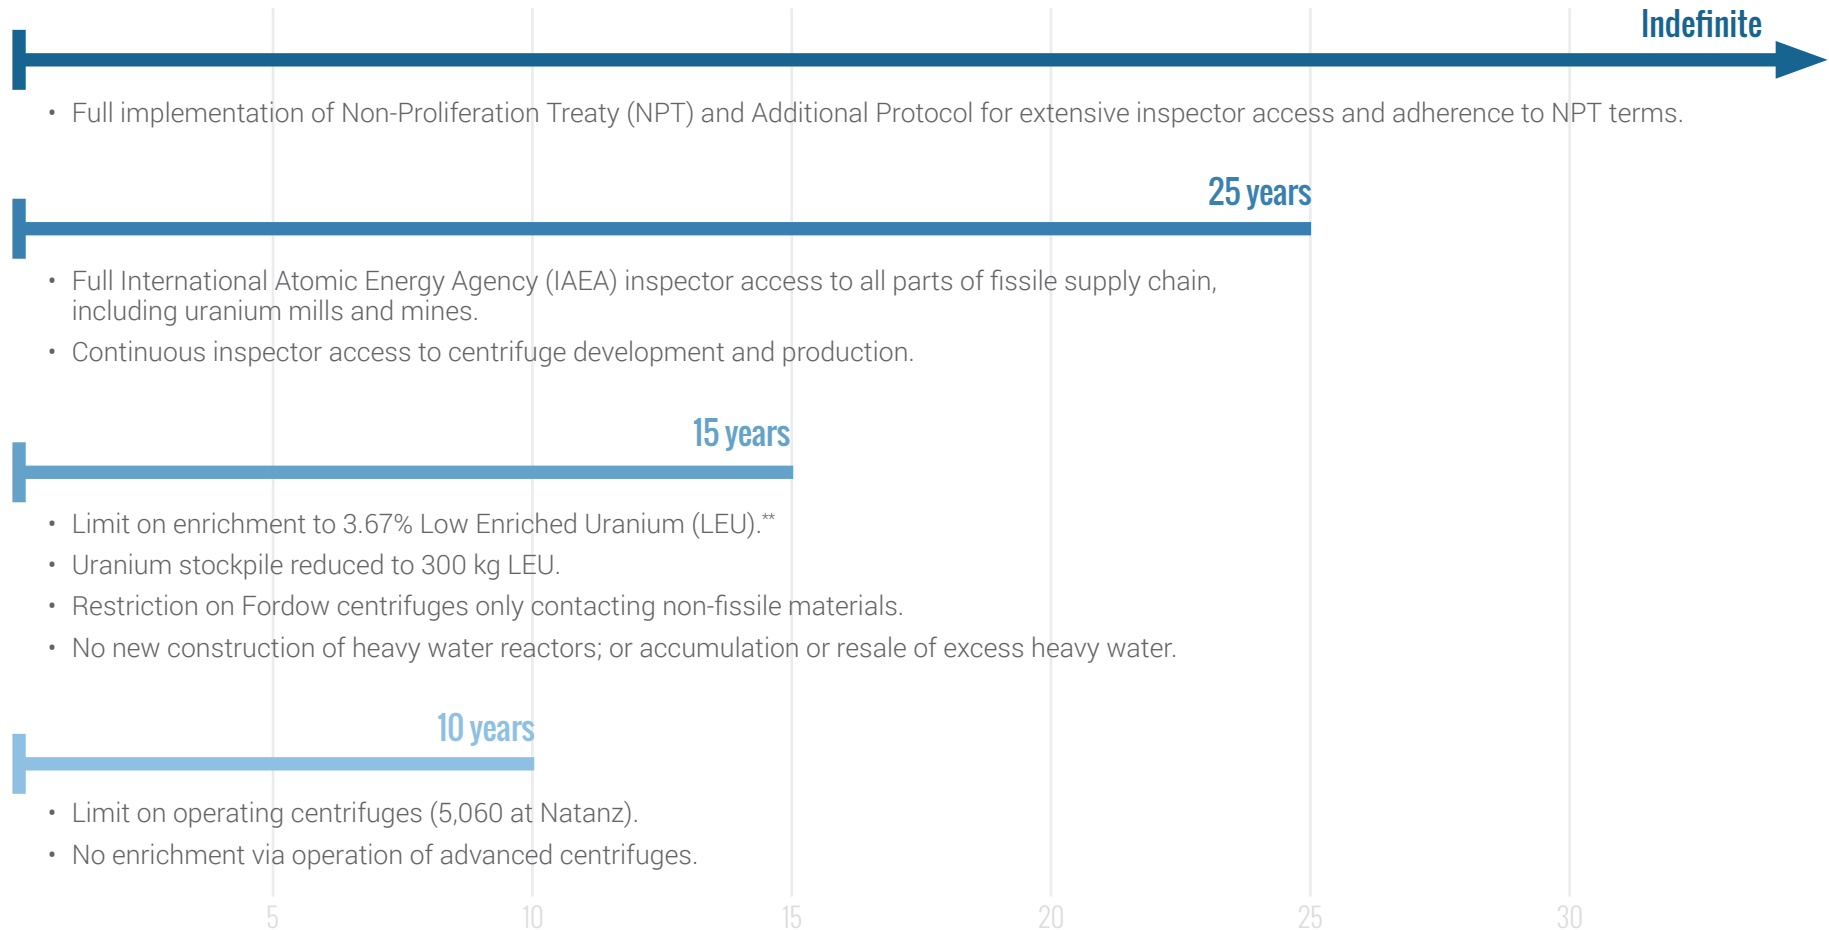 Indefinite
• Full implementation of Non-Proliferation Treaty (NPT) and Additional Protocol for extensive inspector access and adherence to NPT terms.
25 years
• Full International Atomic Energy Agency (IAEA) inspector access to all parts of fissile supply chain,
including uranium mills and mines.
• Continuous inspector access to centrifuge development and production.
15 years
• Limit on enrichment to 3.67% Low Enriched Uranium (LEU).**
• Uranium stockpile reduced to 300 kg LEU.
• Restriction on Fordow centrifuges only contacting non-fissile materials.
• No new construction of heavy water reactors; or accumulation or resale of excess heavy water.
10 years
• Limit on operating centrifuges (5,060 at Natanz).
• No enrichment via operation of advanced centrifuges.
5 10 15 20 25 30